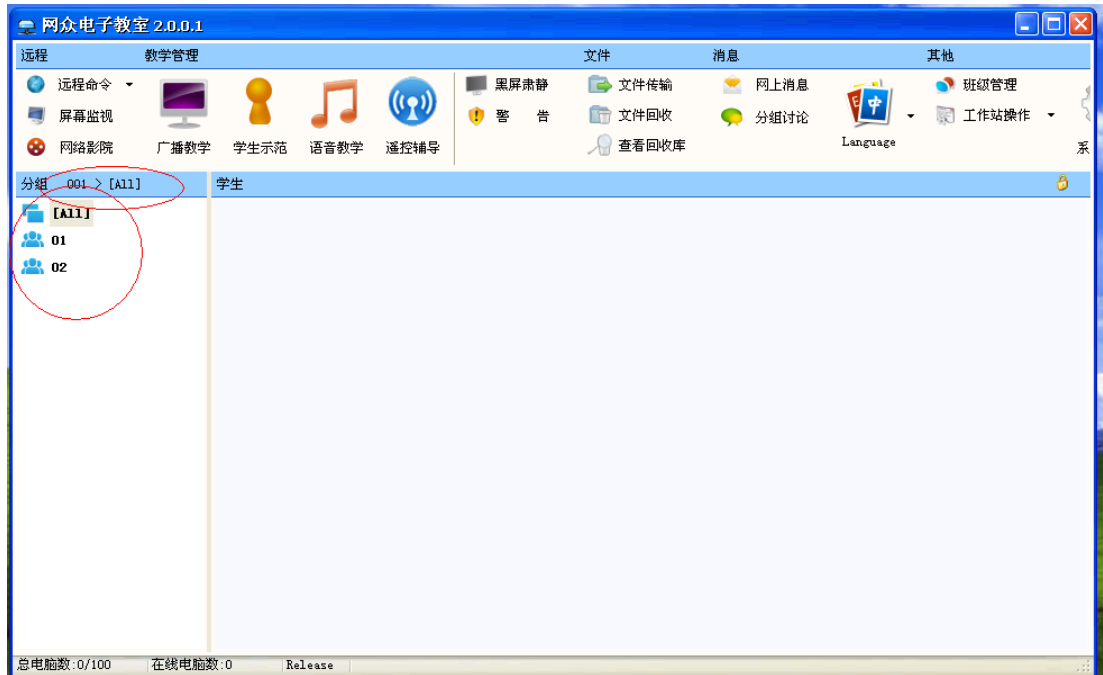 网众电子教室 2.0.0.1
远程 教学管理 文件 消息 其他
远程命令 黑屏肃静 文件传输 网上消息 班级管理
屏幕监视 警 告 文件回收 分组讨论 E 中 工作站操作
网络影院 广播教学 学生示范 语音教学 遥控辅导 查看回收库 Language 系
分组 001 > [All] 学生
[All]
01
02
总电脑数:0/100 在线电脑数:0 Release